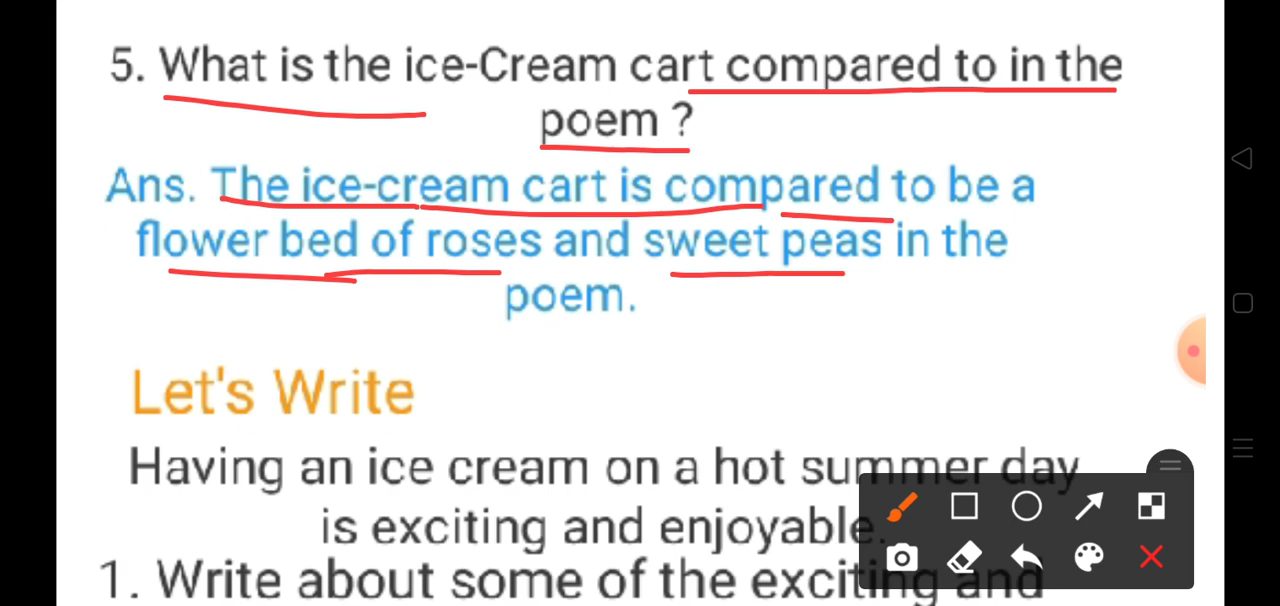 5. What is the ice-Cream cart compared to in the
poem ?
Ans. The ice-cream cart is compared to be a
flower bed of roses and sweet peas in the
poem.
Let's Write
Having an ice cream on a hot summer day
is exciting and enjoyable.
1. Write about some of the exciting and